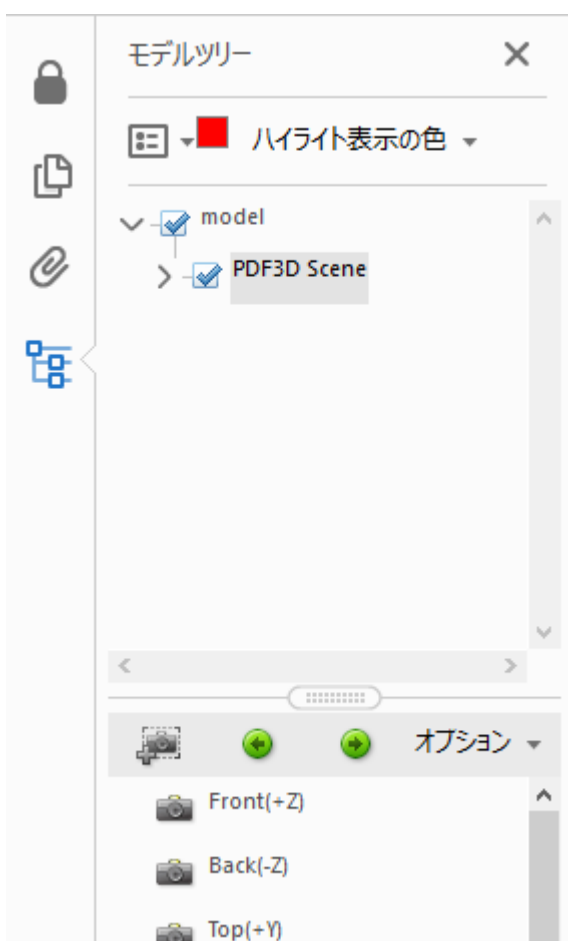 モデルツリー
ハイライト表示の色
model
PDF3D Scene
オプション
Front(+Z)
Back(-Z)
Top(+Y)